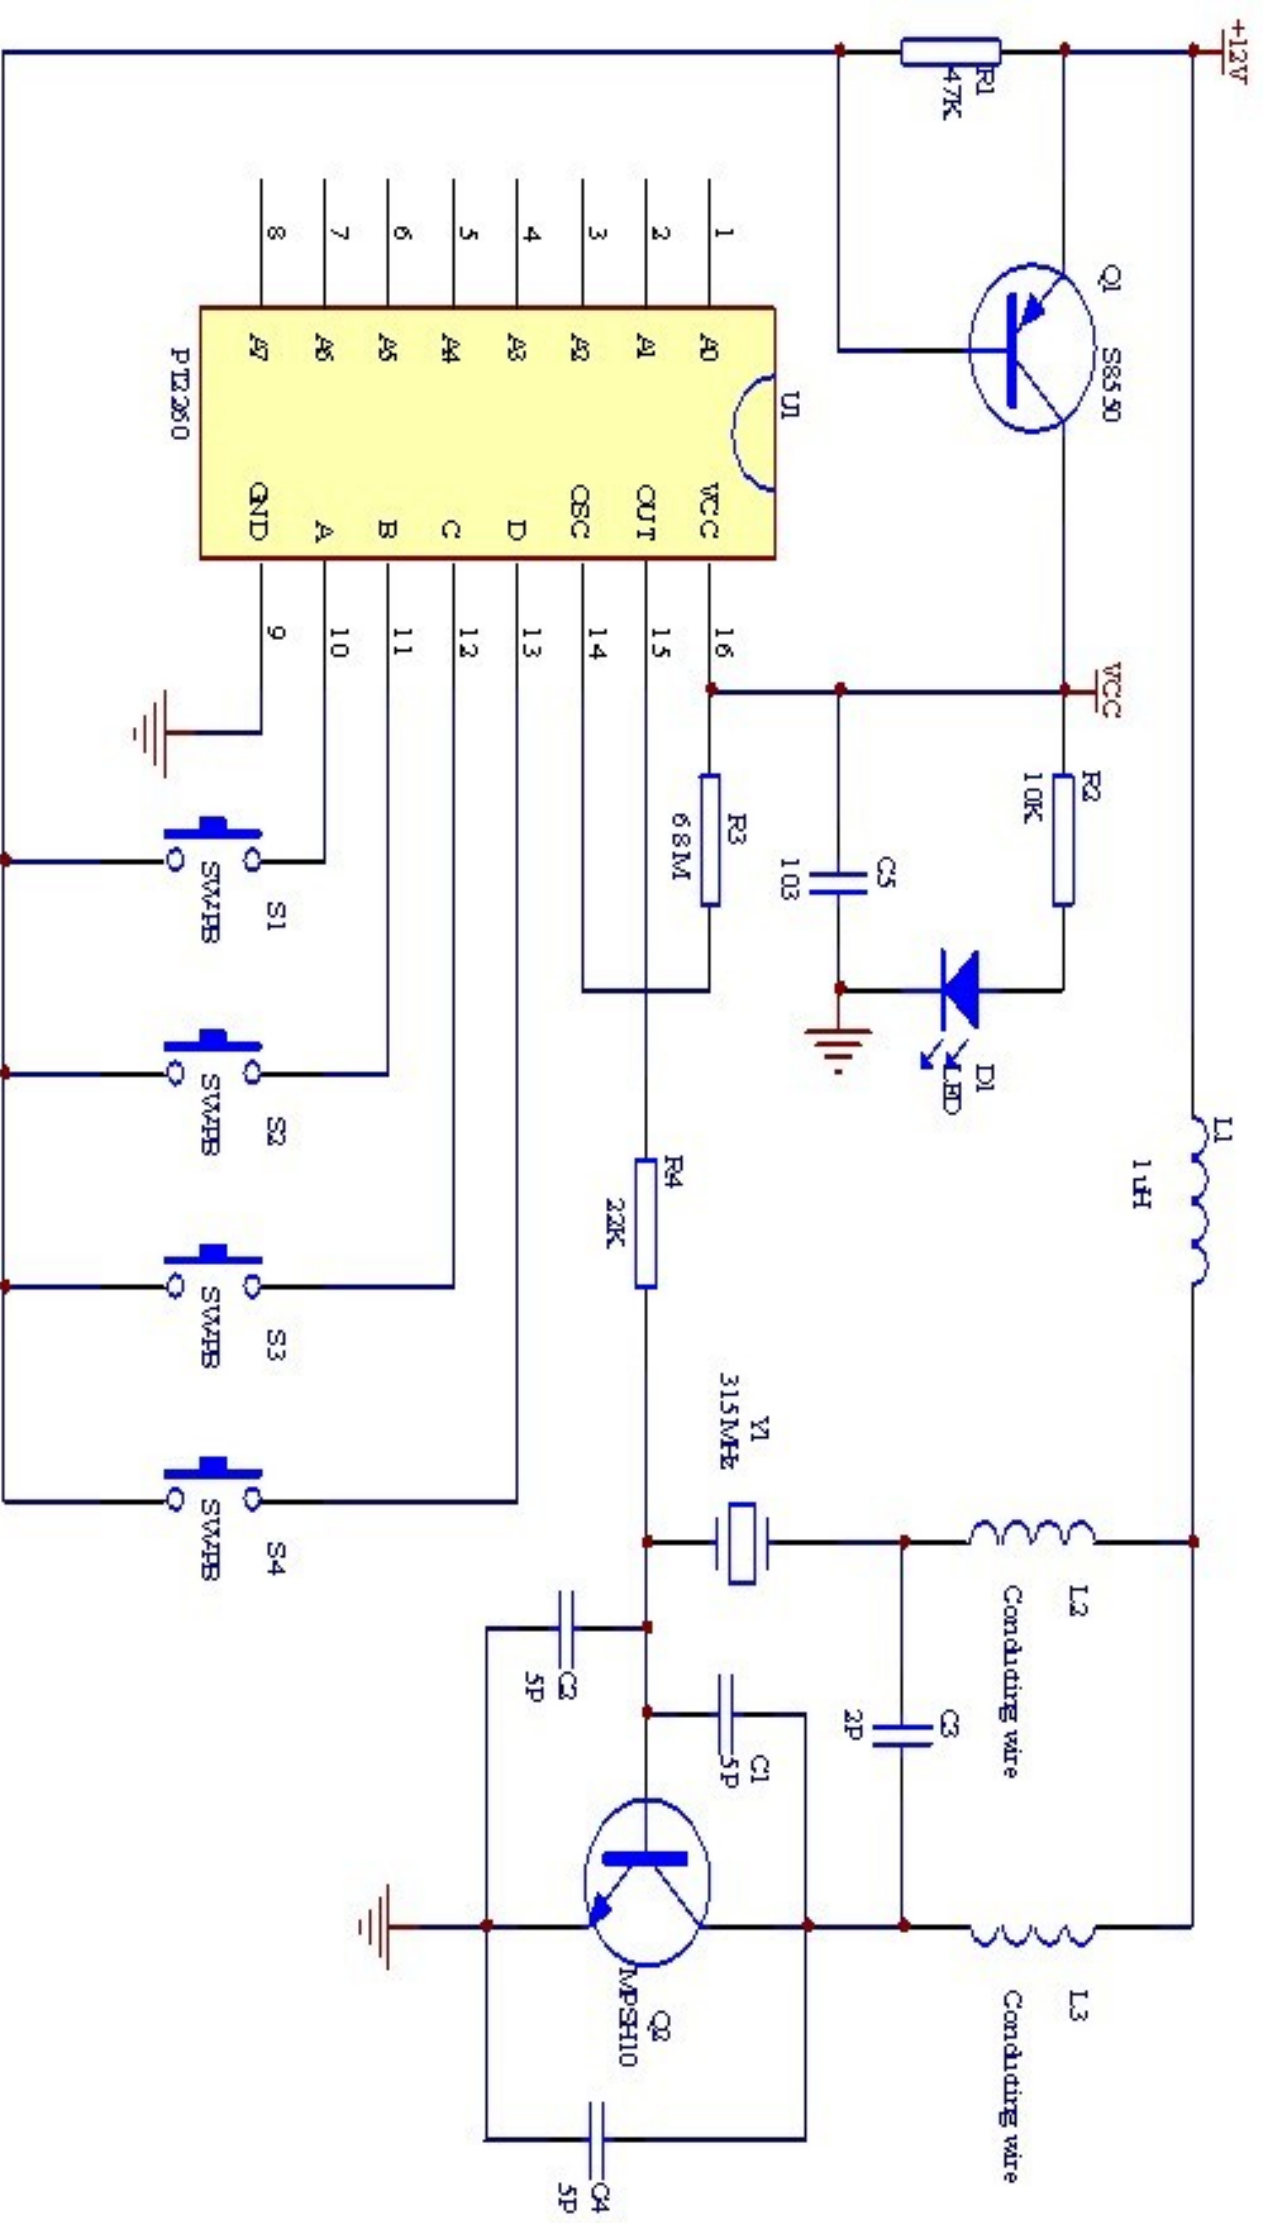 +12V
R1
47K
Q1
S8550
VCC
R2
10K
D1
LED
C5
103
R3
68M
L1
1uH
U1
PT2260
A0
A1
A2
A3
A4
A5
A6
A7
VCC
OUT
OSC
D
C
B
A
GND
1
2
3
4
5
6
7
8
16
15
14
13
12
11
10
9
R4
22K
Y1
315MHz
L2
Conducting wire
L3
Conducting wire
C3
2P
C1
5P
C2
5P
Q2
MPSH10
C4
5P
S1
SW-PB
S2
SW-PB
S3
SW-PB
S4
SW-PB